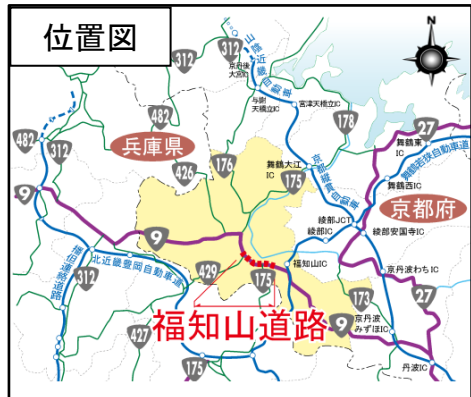 位置図
N
312
312
山陰近畿自動車
京丹後
大宮IC
与謝
天橋立IC
宮津天橋立IC
178
482
482
312
兵庫県
426
176
舞鶴大江
IC
175
京都縦貫自動車
27
舞鶴東
IC
舞鶴若狭自動車道
舞鶴西IC
京都府
綾部JCT
綾部IC
綾部安国寺IC
9
9
播但連絡道路
312
北近畿豊岡自動車道
429
175
福知山IC
京丹波わちIC
173
27
京丹波
みずほIC
9
福知山道路
427
175
丹波IC